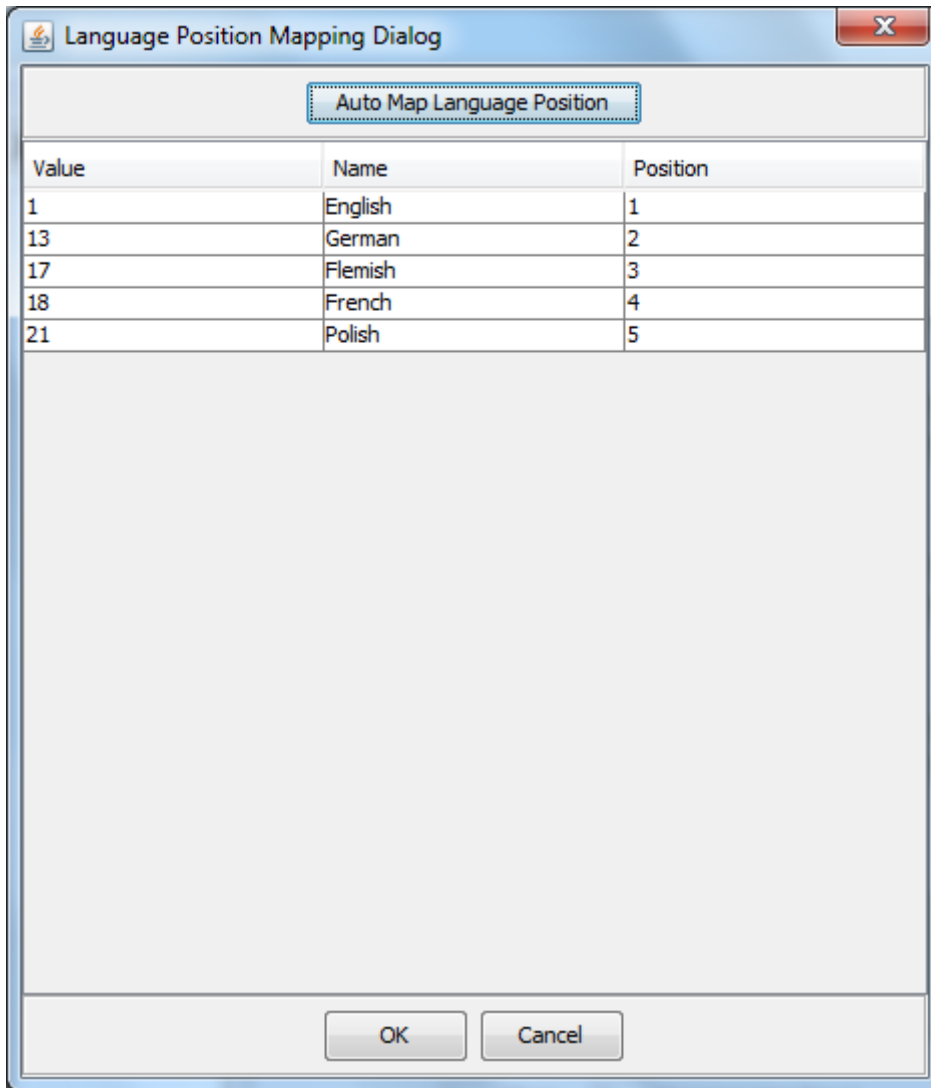 Language Position Mapping Dialog
Auto Map Language Position
Value Name Position
1 English 1
13 German 2
17 Flemish 3
18 French 4
21 Polish 5
OK Cancel